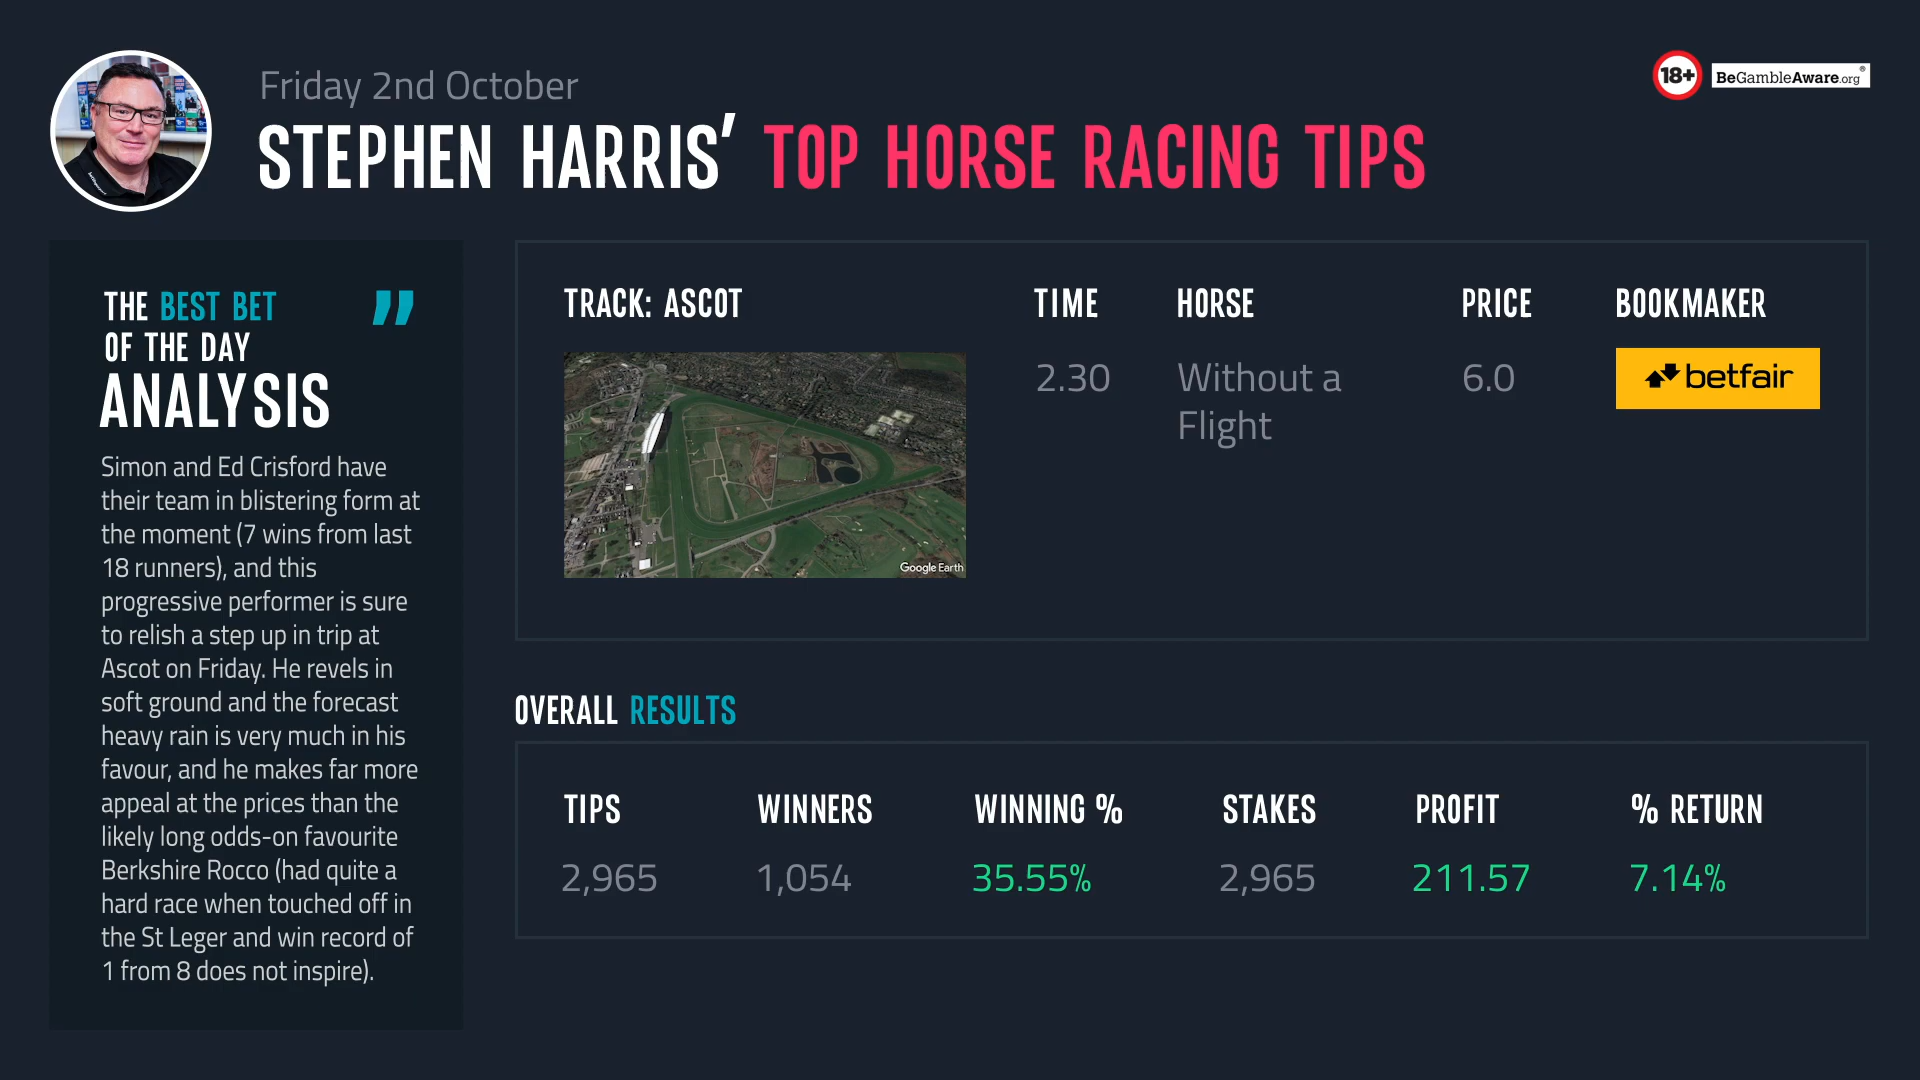 Friday 2nd October
STEPHEN HARRIS’ TOP HORSE RACING TIPS
18+
BeGambleAware.org®
THE BEST BET
OF THE DAY
ANALYSIS
Simon and Ed Crisford have
their team in blistering form at
the moment (7 wins from last
18 runners), and this
progressive performer is sure
to relish a step up in trip at
Ascot on Friday. He revels in
soft ground and the forecast
heavy rain is very much in his
favour, and he makes far more
appeal at the prices than the
likely long odds-on favourite
Berkshire Rocco (had quite a
hard race when touched off in
the St Leger and win record of
1 from 8 does not inspire).
TRACK: ASCOT
Google Earth
TIME HORSE PRICE BOOKMAKER
2.30 Without a 6.0 betfair
Flight
OVERALL RESULTS
TIPS WINNERS WINNING % STAKES PROFIT % RETURN
2,965 1,054 35.55% 2,965 211.57 7.14%